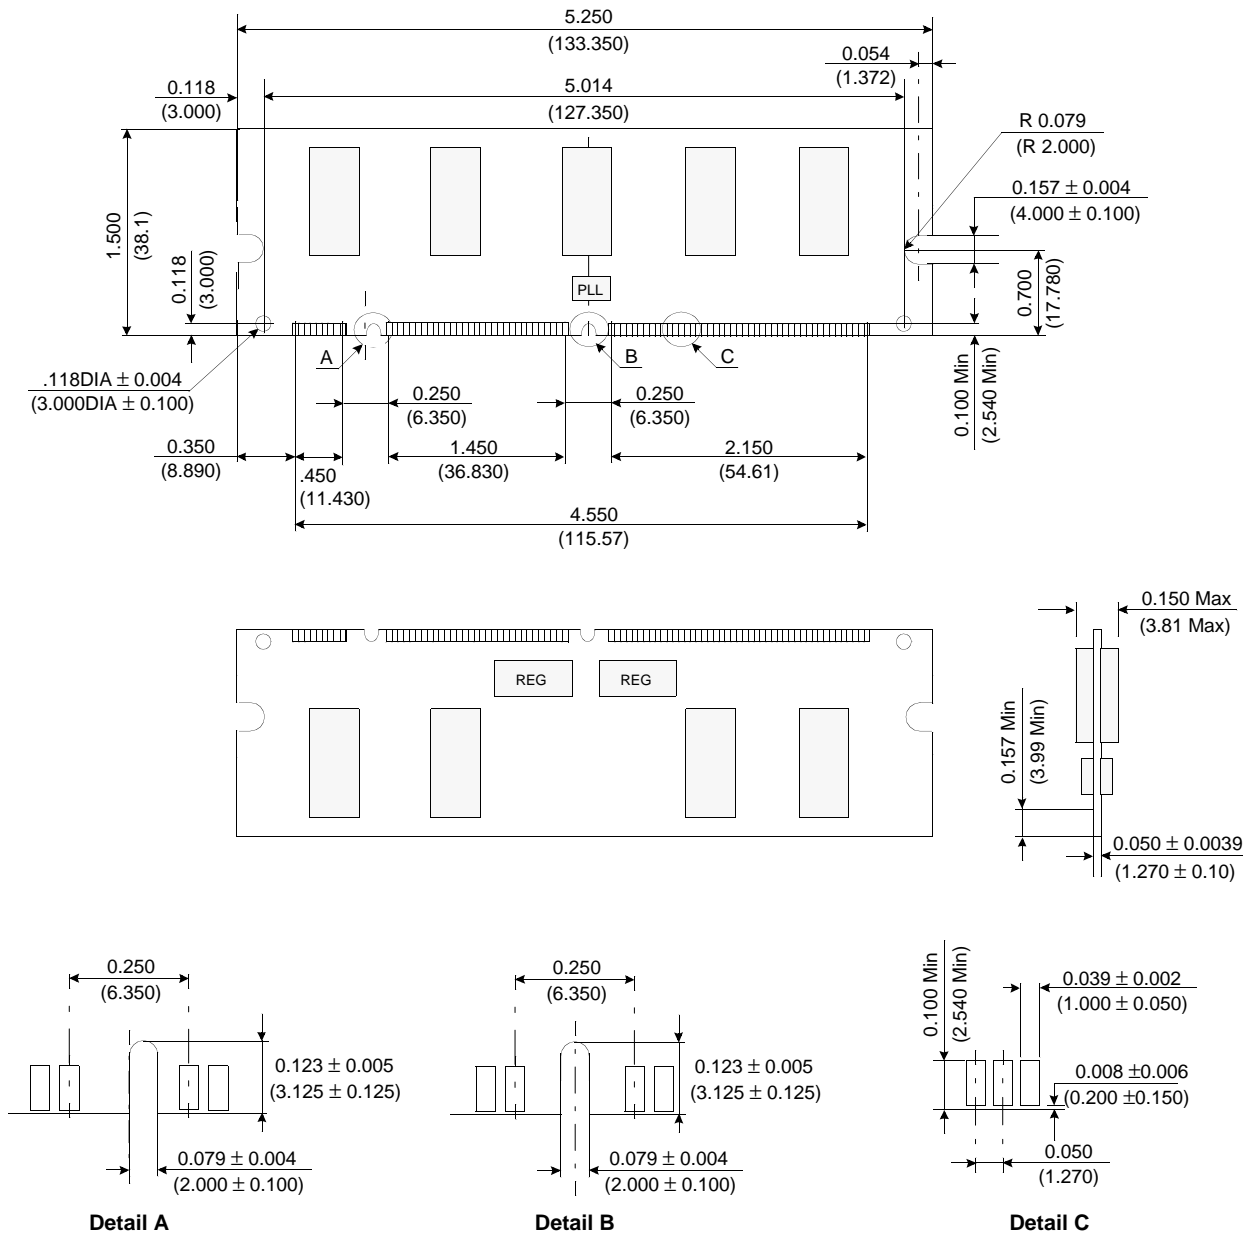 5.250
(133.350)
0.054
(1.372)
0.118
(3.000)
5.014
(127.350)
R 0.079
(R 2.000)
0.157 ± 0.004
(4.000 ± 0.100)
1.500
(38.1)
0.118
(3.000)
PLL
0.700
(17.780)
A
B
C
.118DIA ± 0.004
(3.000DIA ± 0.100)
0.250
(6.350)
0.250
(6.350)
0.100 Min
(2.540 Min)
0.350
(8.890)
.450
(11.430)
1.450
(36.830)
2.150
(54.61)
4.550
(115.57)
0.150 Max
(3.81 Max)
REG
REG
0.157 Min
(3.99 Min)
0.050 ± 0.0039
(1.270 ± 0.10)
0.250
(6.350)
0.123 ± 0.005
(3.125 ± 0.125)
0.079 ± 0.004
(2.000 ± 0.100)
Detail A
0.250
(6.350)
0.123 ± 0.005
(3.125 ± 0.125)
0.079 ± 0.004
(2.000 ± 0.100)
Detail B
0.100 Min
(2.540 Min)
0.039 ± 0.002
(1.000 ± 0.050)
0.008 ±0.006
(0.200 ±0.150)
0.050
(1.270)
Detail C